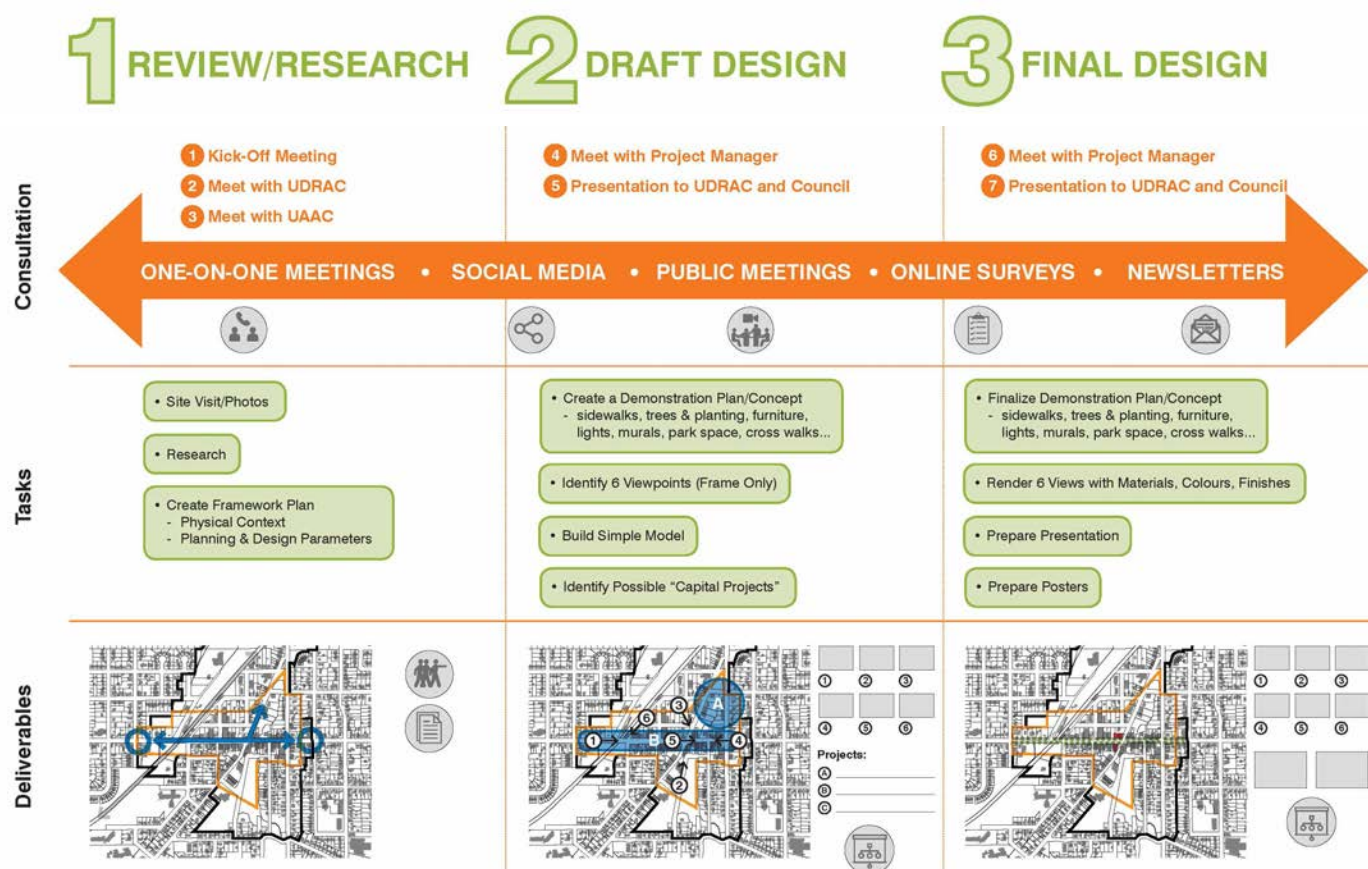 1 REVIEW/RESEARCH
2 DRAFT DESIGN
3 FINAL DESIGN
Consultation
1 Kick-Off Meeting
2 Meet with UDRAC
3 Meet with UAAC
4 Meet with Project Manager
5 Presentation to UDRAC and Council
6 Meet with Project Manager
7 Presentation to UDRAC and Council
ONE-ON-ONE MEETINGS • SOCIAL MEDIA • PUBLIC MEETINGS • ONLINE SURVEYS • NEWSLETTERS
Tasks
• Site Visit/Photos
• Research
• Create Framework Plan
- Physical Context
- Planning & Design Parameters
• Create a Demonstration Plan/Concept
- sidewalks, trees & planting, furniture,
lights, murals, park space, cross walks...
• Identify 6 Viewpoints (Frame Only)
• Build Simple Model
• Identify Possible “Capital Projects”
• Finalize Demonstration Plan/Concept
- sidewalks, trees & planting, furniture,
lights, murals, park space, cross walks...
• Render 6 Views with Materials, Colours, Finishes
• Prepare Presentation
• Prepare Posters
Deliverables
A
3
6
1 B 5 4
2
1 2 3
4 5 6
Projects:
A
B
C
1 2 3
4 5 6